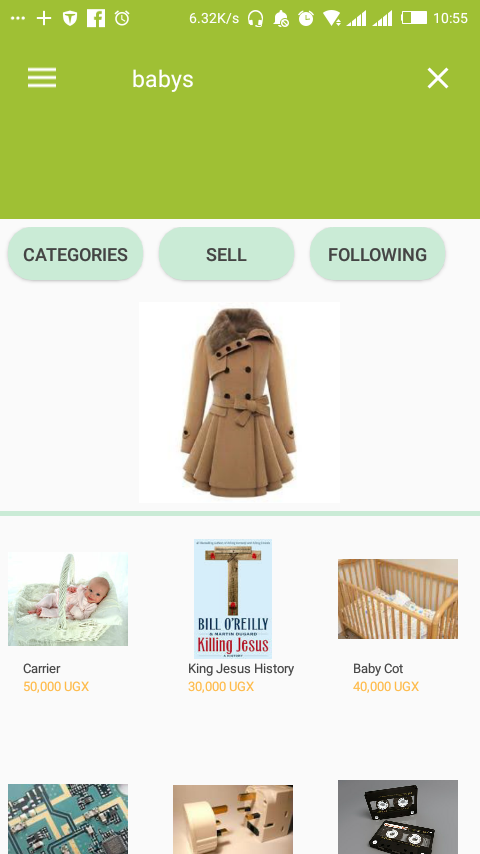 6.32K/s 10:55
babys
CATEGORIES SELL FOLLOWING
BILL O'REILLY
& MARTIN DUGARD
Killing Jesus
A HISTORY
Carrier King Jesus History Baby Cot
50,000 UGX 30,000 UGX 40,000 UGX